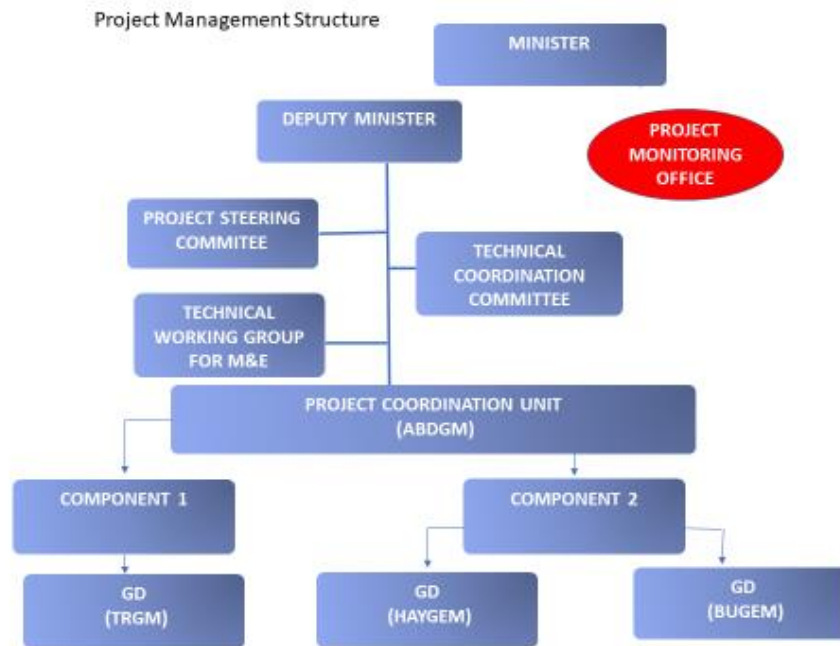 Project Management Structure
MINISTER
DEPUTY MINISTER
PROJECT
MONITORING
OFFICE
PROJECT STEERING
COMMITEE
TECHNICAL
COORDINATION
COMMITTEE
TECHNICAL
WORKING GROUP
FOR M&E
PROJECT COORDINATION UNIT
(ABDGM)
COMPONENT 1
COMPONENT 2
GD
(TRGM)
GD
(HAYGEM)
GD
(BUGEM)